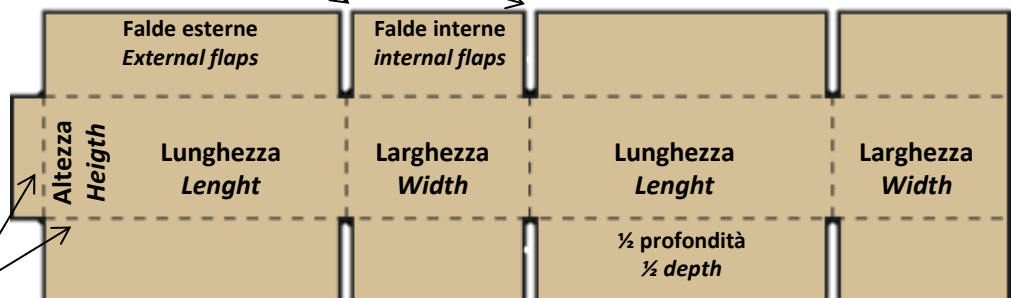 Falde esterne
External flaps
Falde interne
internal flaps
Altezza
Heigth
Lunghezza
Lenght
Larghezza
Width
Lunghezza
Lenght
Larghezza
Width
½ profondità
½ depth